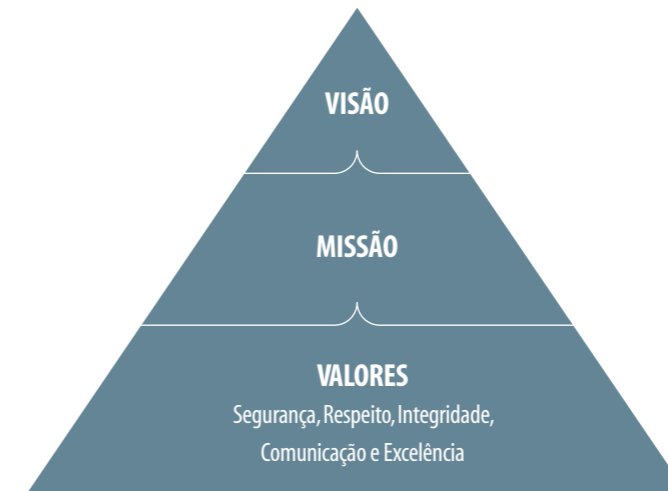 VISÃO
MISSÃO
VALORES
Segurança, Respeito, Integridade,
Comunicação e Excelência